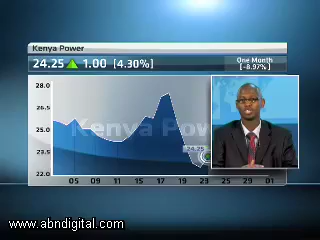 Kenya Power
24.25 1.00 [4.30%]
One Month
[-8.97%]
28.0
26.5
25.0
23.5
22.0
Kenya Power
24.25
05 09 11 15 17 19 23 25 29 01
www.abndigital.com